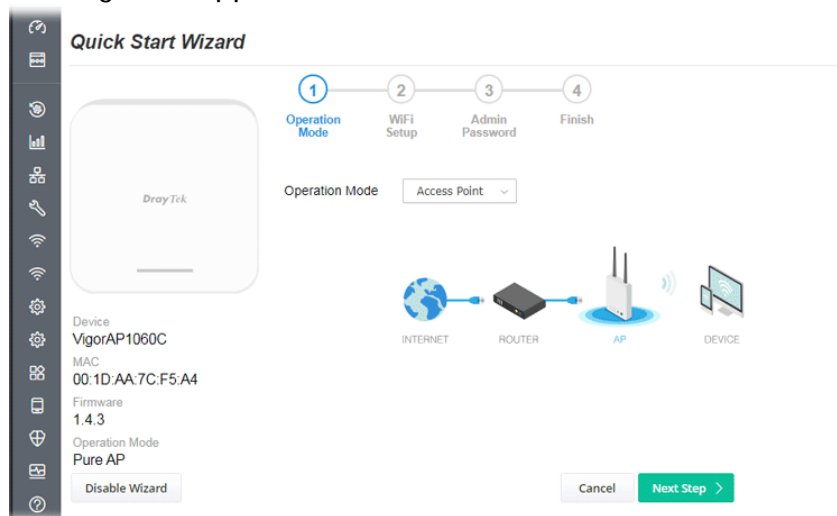 Quick Start Wizard
1 2 3 4
Operation Mode WiFi Setup Admin Password Finish
DrayTek
Operation Mode Access Point
INTERNET ROUTER AP DEVICE
Device
VigorAP1060C
MAC
00:1D:AA:7C:F5:A4
Firmware
1.4.3
Operation Mode
Pure AP
Disable Wizard Cancel Next Step